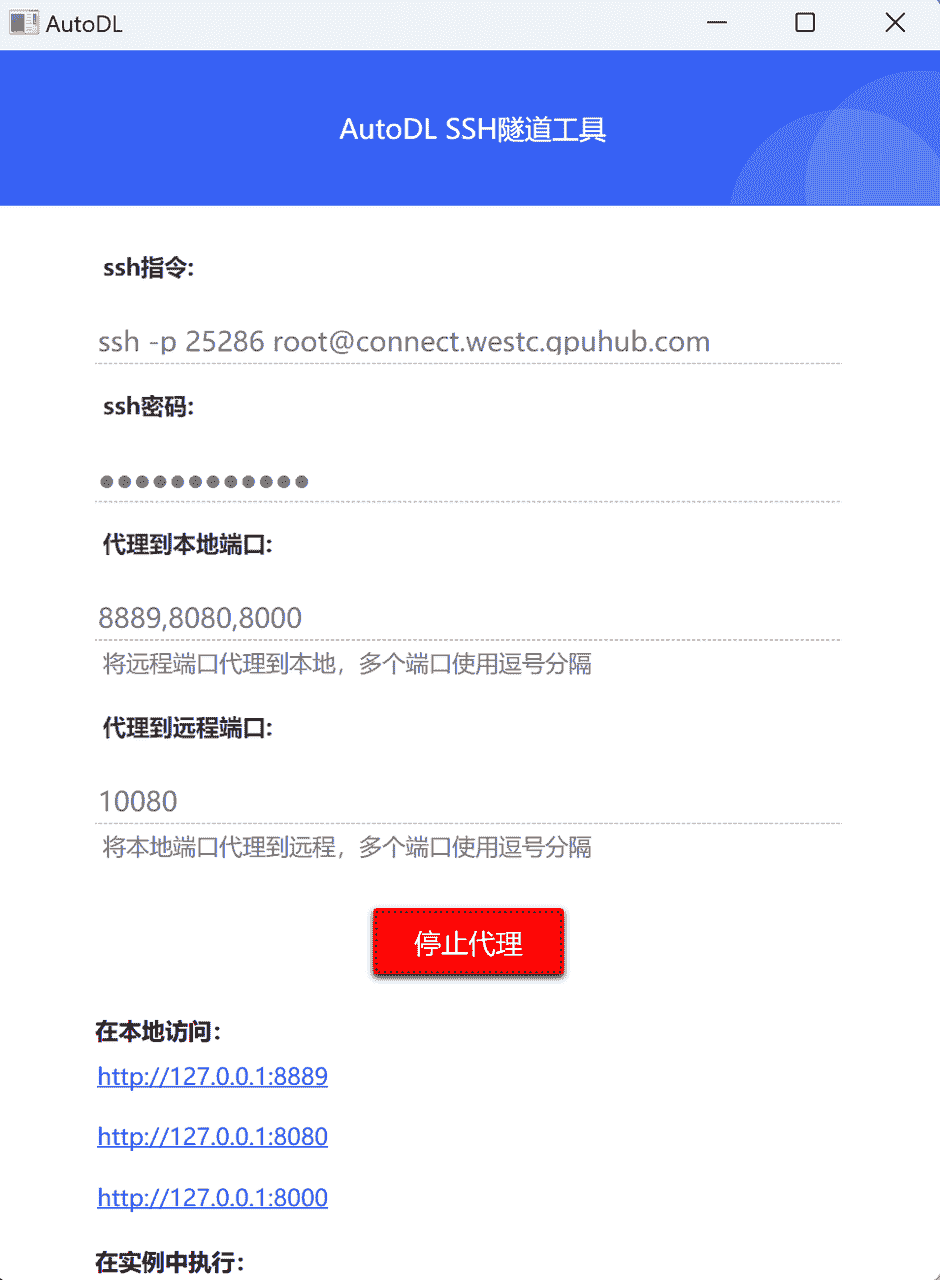 AutoDL
AutoDL SSH隧道工具
ssh指令:
ssh -p 25286 root@connect.westc.gpuhub.com
ssh密码:
●●●●●●●●●●●●
代理到本地端口:
8889,8080,8000
将远程端口代理到本地，多个端口使用逗号分隔
代理到远程端口:
10080
将本地端口代理到远程，多个端口使用逗号分隔
停止代理
在本地访问：
http://127.0.0.1:8889
http://127.0.0.1:8080
http://127.0.0.1:8000
在实例中执行：